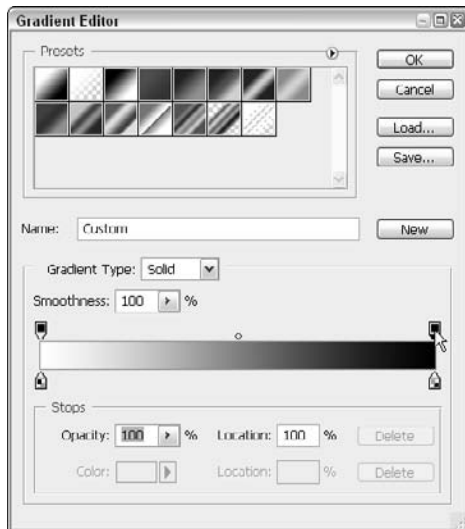 Gradient Editor
Presets
OK
Cancel
Load...
Save...
Name: Custom
New
Gradient Type: Solid
Smoothness: 100 %
Stops
Opacity: 100 % Location: 100 % Delete
Color: Location: % Delete